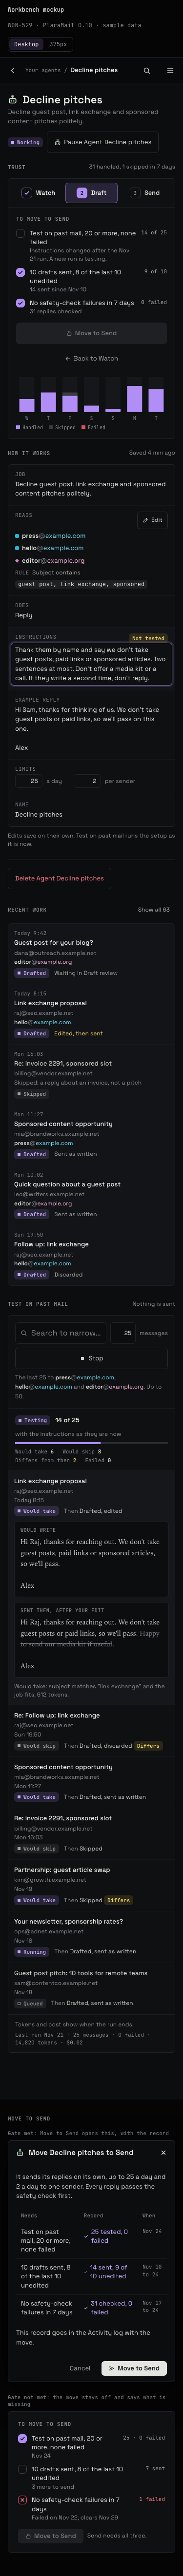 Workbench mockup
WON-529 · PlaraMail 0.10 · sample data
Desktop 375px
Your agents / Decline pitches
Decline pitches
Decline guest post, link exchange and sponsored content pitches politely.
Working
Pause Agent Decline pitches
TRUST
31 handled, 1 skipped in 7 days
Watch
2 Draft
3 Send
TO MOVE TO SEND
Test on past mail, 20 or more, none failed
14 of 25
Instructions changed after the Nov 21 run. A new run is testing.
10 drafts sent, 8 of the last 10 unedited
9 of 10
14 sent since Nov 10
No safety-check failures in 7 days
0 failed
31 replies checked
Move to Send
Back to Watch
W T F S S M T
Handled Skipped Failed
HOW IT WORKS
Saved 4 min ago
JOB
Decline guest post, link exchange and sponsored content pitches politely.
READS
Edit
press@example.com
hello@example.com
editor@example.org
RULE Subject contains
guest post, link exchange, sponsored
DOES
Reply
INSTRUCTIONS
Not tested
Thank them by name and say we don't take guest posts, paid links or sponsored articles. Two sentences at most. Don't offer a media kit or a call. If they write a second time, don't reply.
EXAMPLE REPLY
Hi Sam, thanks for thinking of us. We don't take guest posts or paid links, so we'll pass on this one.
Alex
LIMITS
25 a day
2 per sender
NAME
Decline pitches
Edits save on their own. Test on past mail runs the setup as it is now.
Delete Agent Decline pitches
RECENT WORK
Show all 63
Today 9:42
Guest post for your blog?
dana@outreach.example.net
editor@example.org
Drafted Waiting in Draft review
Today 8:15
Link exchange proposal
raj@seo.example.net
hello@example.com
Drafted Edited, then sent
Mon 16:03
Re: invoice 2291, sponsored slot
billing@vendor.example.net
Skipped: a reply about an invoice, not a pitch
Skipped
Mon 11:27
Sponsored content opportunity
mia@brandworks.example.net
press@example.com
Drafted Sent as written
Mon 10:02
Quick question about a guest post
leo@writers.example.net
editor@example.org
Drafted Sent as written
Sun 19:50
Follow up: link exchange
raj@seo.example.net
hello@example.com
Drafted Discarded
TEST ON PAST MAIL
Nothing is sent
Search to narrow…
25 messages
Stop
The last 25 to press@example.com, hello@example.com and editor@example.org. Up to 50.
Testing 14 of 25
with the instructions as they are now
Would take 6 Would skip 8
Differs from then 2 Failed 0
Link exchange proposal
raj@seo.example.net
Today 8:15
Would take Then Drafted, edited
WOULD WRITE
Hi Raj, thanks for reaching out. We don't take guest posts, paid links or sponsored articles, so we'll pass.
Alex
SENT THEN, AFTER YOUR EDIT
Hi Raj, thanks for reaching out. We don't take guest posts or paid links, so we'll pass. Happy to send our media kit if useful.
Alex
Would take: subject matches "link exchange" and the job fits. 612 tokens.
Re: Follow up: link exchange
raj@seo.example.net
Sun 19:50
Would skip Then Drafted, discarded Differs
Sponsored content opportunity
mia@brandworks.example.net
Mon 11:27
Would take Then Drafted, sent as written
Re: invoice 2291, sponsored slot
billing@vendor.example.net
Mon 16:03
Would skip Then Skipped
Partnership: guest article swap
kim@growth.example.net
Nov 19
Would take Then Skipped Differs
Your newsletter, sponsorship rates?
ops@adnet.example.net
Nov 19
Running Then Drafted, sent as written
Guest post pitch: 10 tools for remote teams
sam@contentco.example.net
Nov 18
Queued Then Drafted, sent as written
Tokens and cost show when the run ends.
Last run Nov 21 · 25 messages · 0 failed · 14,820 tokens · $0.02
MOVE TO SEND
Gate met: Move to Send opens this, with the record
Move Decline pitches to Send
It sends its replies on its own, up to 25 a day and 2 a day to one sender. Every reply passes the safety check first.
Needs Record When
Test on past mail, 20 or more, none failed
25 tested, 0 failed
Nov 24
10 drafts sent, 8 of the last 10 unedited
14 sent, 9 of 10 unedited
Nov 10 to 24
No safety-check failures in 7 days
31 checked, 0 failed
Nov 17 to 24
This record goes in the Activity log with the move.
Cancel
Move to Send
Gate not met: the move stays off and says what is missing
TO MOVE TO SEND
Test on past mail, 20 or more, none failed
25 · 0 failed
Nov 24
10 drafts sent, 8 of the last 10 unedited
7 sent
3 more to send
No safety-check failures in 7 days
1 failed
Failed on Nov 22, clears Nov 29
Move to Send
Send needs all three.